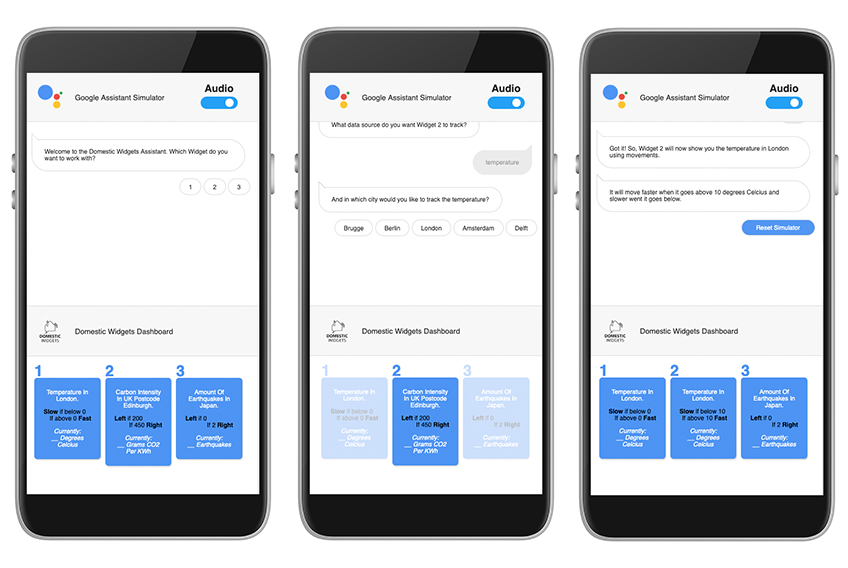 Google Assistant Simulator
Audio
Welcome to the Domestic Widgets Assistant. Which Widget do you
want to work with?
1 2 3
DOMESTIC
WIDGETS
Domestic Widgets Dashboard
1 2 3
Temperature In
London.
Slow if below 0
If above 0 Fast
Currently:
__ Degrees
Celcius
Carbon Intensity
In UK Postcode
Edinburgh.
Left if 200
If 450 Right
Currently:
__ Grams CO2
Per KWh
Amount Of
Earthquakes In
Japan.
Left if 0
If 2 Right
Currently:
__ Earthquakes
Google Assistant Simulator
Audio
What data source do you want Widget 2 to track?
temperature
And in which city would you like to track the temperature?
Brugge Berlin London Amsterdam Delft
DOMESTIC
WIDGETS
Domestic Widgets Dashboard
1 2 3
Temperature In
London.
Slow if below 0
If above 0 Fast
Currently:
__ Degrees
Celcius
Carbon Intensity
In UK Postcode
Edinburgh.
Left if 200
If 450 Right
Currently:
__ Grams CO2
Per KWh
Amount Of
Earthquakes In
Japan.
Left if 0
If 2 Right
Currently:
__ Earthquakes
Google Assistant Simulator
Audio
Got it! So, Widget 2 will now show you the temperature in London
using movements.
It will move faster when it goes above 10 degrees Celcius and
slower went it goes below.
Reset Simulator
DOMESTIC
WIDGETS
Domestic Widgets Dashboard
1 2 3
Temperature In
London.
Slow if below 0
If above 0 Fast
Currently:
__ Degrees
Celcius
Temperature In
London.
Slow if below 10
If above 10 Fast
Currently:
__ Degrees
Celcius
Amount Of
Earthquakes In
Japan.
Left if 0
If 2 Right
Currently:
__ Earthquakes